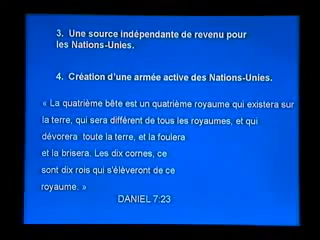 3. Une source indépendante de revenu pour
les Nations-Unies.
4. Création d'une armée active des Nations-Unies.
« La quatrième bête est un quatrième royaume qui existera sur
la terre, qui sera différent de tous les royaumes, et qui
dévorera toute la terre, et la foulera
et la brisera. Les dix cornes, ce
sont dix rois qui s'élèveront de ce
royaume. »
DANIEL 7:23